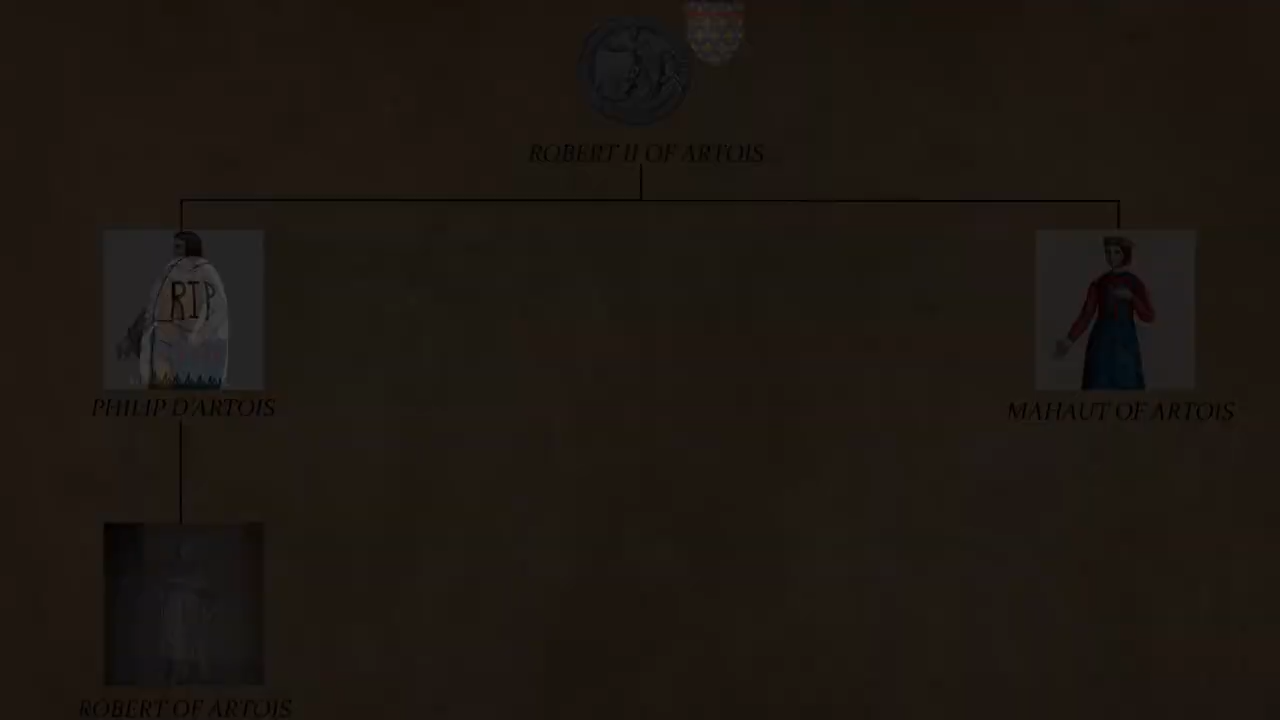 ROBERT II OF ARTOIS
RIP
PHILIP D'ARTOIS
MAHAUT OF ARTOIS
ROBERT OF ARTOIS